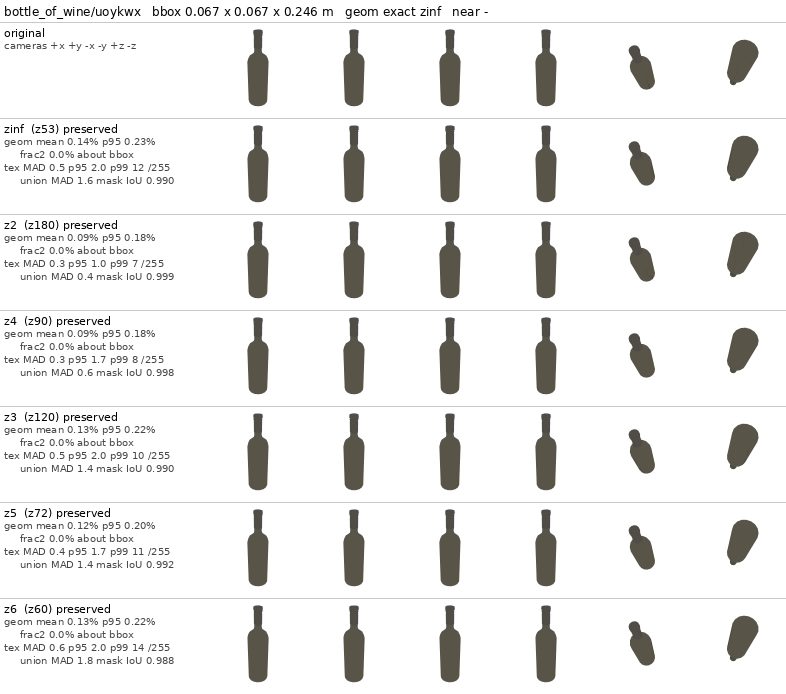 bottle_of_wine/uoykwx   bbox 0.067 x 0.067 x 0.246 m   geom exact zinf   near -
original
cameras +x +y -x -y +z -z
zinf  (z53) preserved
geom mean 0.14% p95 0.23%
frac2 0.0% about bbox
tex MAD 0.5 p95 2.0 p99 12 /255
union MAD 1.6 mask IoU 0.990
z2  (z180) preserved
geom mean 0.09% p95 0.18%
frac2 0.0% about bbox
tex MAD 0.3 p95 1.0 p99 7 /255
union MAD 0.4 mask IoU 0.999
z4  (z90) preserved
geom mean 0.09% p95 0.18%
frac2 0.0% about bbox
tex MAD 0.3 p95 1.7 p99 8 /255
union MAD 0.6 mask IoU 0.998
z3  (z120) preserved
geom mean 0.13% p95 0.22%
frac2 0.0% about bbox
tex MAD 0.5 p95 2.0 p99 10 /255
union MAD 1.4 mask IoU 0.990
z5  (z72) preserved
geom mean 0.12% p95 0.20%
frac2 0.0% about bbox
tex MAD 0.4 p95 1.7 p99 11 /255
union MAD 1.4 mask IoU 0.992
z6  (z60) preserved
geom mean 0.13% p95 0.22%
frac2 0.0% about bbox
tex MAD 0.6 p95 2.0 p99 14 /255
union MAD 1.8 mask IoU 0.988